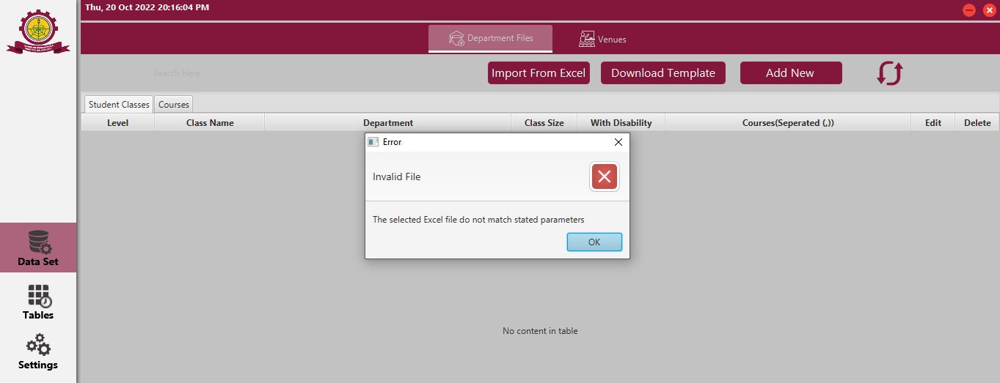 Thu, 20 Oct 2022 20:16:04 PM
Department Files
Venues
Search Here
Import From Excel
Download Template
Add New
Student Classes
Courses
Level
Class Name
Department
Class Size
With Disability
Courses(Seperated (,))
Edit
Delete
Error
Invalid File
The selected Excel file do not match stated parameters
OK
No content in table
Data Set
Tables
Settings